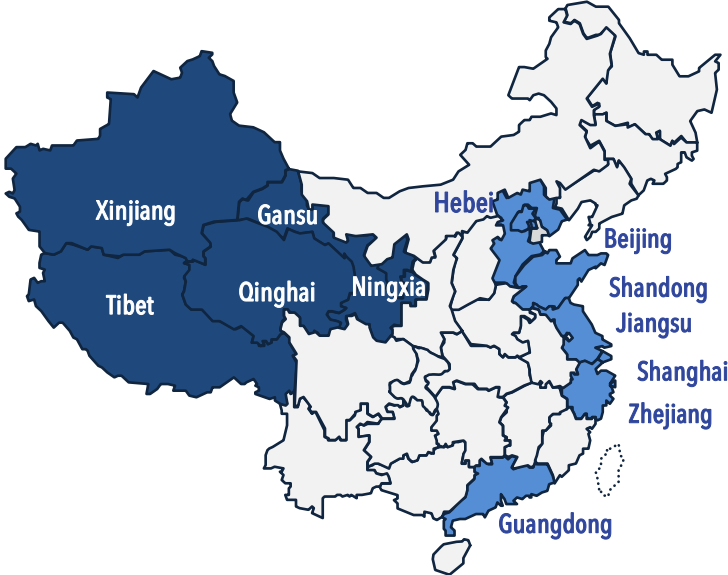 Xinjiang
Gansu
Hebei
Beijing
Tibet
Qinghai
Ningxia
Shandong
Jiangsu
Shanghai
Zhejiang
Guangdong